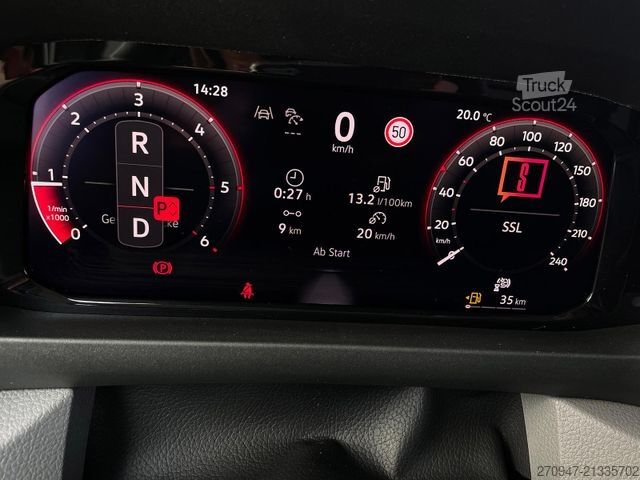 Truck
Scout24
14:28
20.0 °C
0
km/h
50
0 1 2 3 4 5 6
1/min
x1000
R
N
D
P
0:27 h
13.2 l/100km
9 km
20 km/h
Ab Start
0 20 40 60 80 100 120 140 180 210 240
km/h
S
SSL
(P)
35 km
270947-21335702